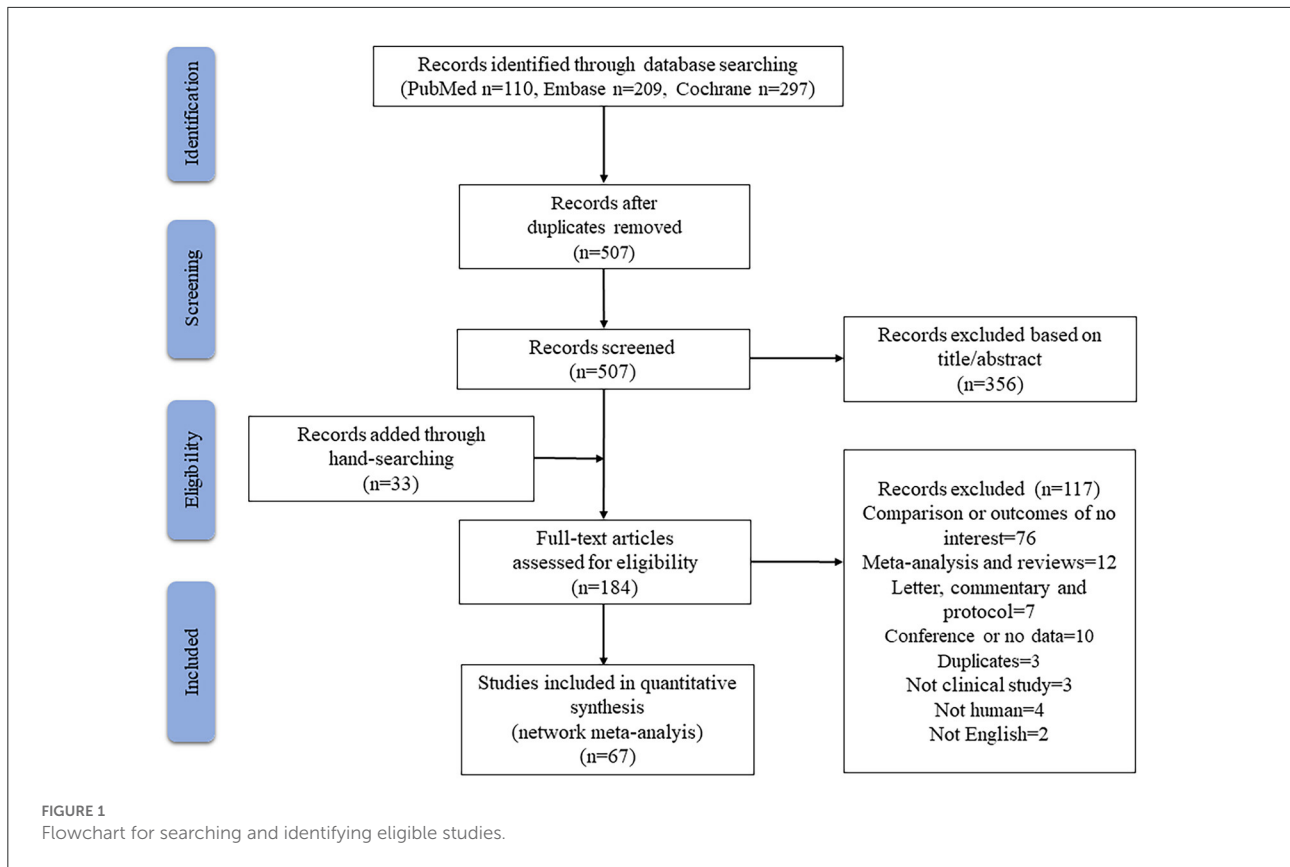 Identification
Records identified through database searching
(PubMed n=110, Embase n=209, Cochrane n=297)
Records after
duplicates removed
(n=507)
Screening
Records screened
(n=507)
Records excluded based on
title/abstract
(n=356)
Eligibility
Records added through
hand-searching
(n=33)
Full-text articles
assessed for eligibility
(n=184)
Records excluded (n=117)
Comparison or outcomes of no
interest=76
Meta-analysis and reviews=12
Letter, commentary and
protocol=7
Conference or no data=10
Duplicates=3
Not clinical study=3
Not human=4
Not English=2
Included
Studies included in quantitative
synthesis
(network meta-analyis)
(n=67)
FIGURE 1
Flowchart for searching and identifying eligible studies.